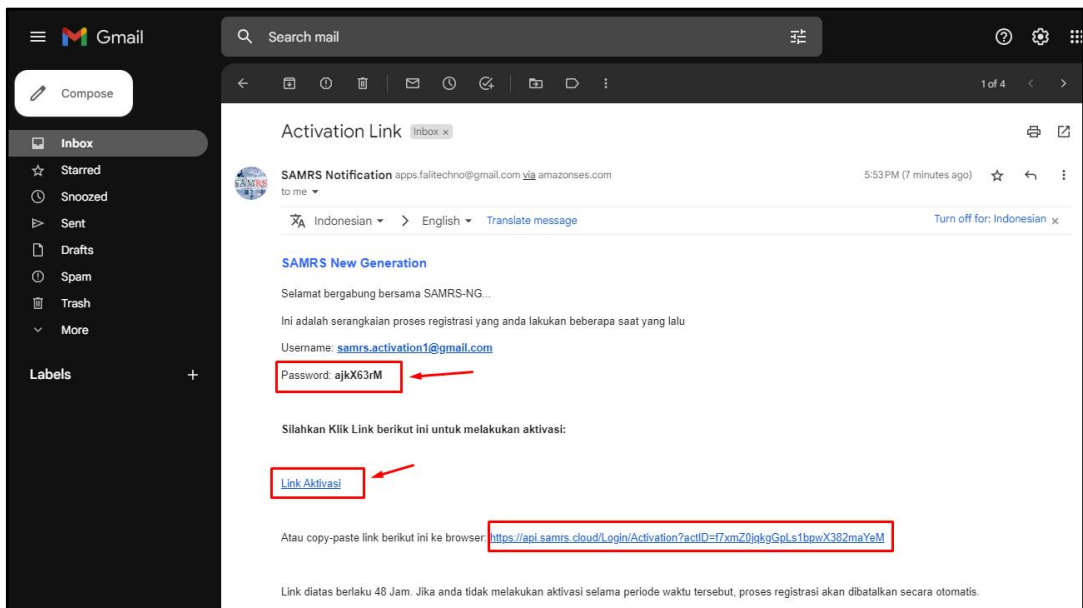 Gmail
Search mail
Compose
1 of 4
Inbox
Starred
Snoozed
Sent
Drafts
Spam
Trash
More
Labels +
Activation Link Inbox x
SAMRS
SAMRS Notification apps.falitechno@gmail.com via amazonses.com
5:53 PM (7 minutes ago)
to me
Indonesian > English Translate message
Turn off for: Indonesian x
SAMRS New Generation
Selamat bergabung bersama SAMRS-NG...
Ini adalah serangkaian proses registrasi yang anda lakukan beberapa saat yang lalu
Username: samrs.activation1@gmail.com
Password: ajkX63rM
Silahkan Klik Link berikut ini untuk melakukan aktivasi:
Link Aktivasi
Atau copy-paste link berikut ini ke browser: https://api.samrs.cloud/Login/Activation?actID=f7xmZ0jqkgGpLs1bpwX382maYeM
Link diatas berlaku 48 Jam. Jika anda tidak melakukan aktivasi selama periode waktu tersebut, proses registrasi akan dibatalkan secara otomatis.